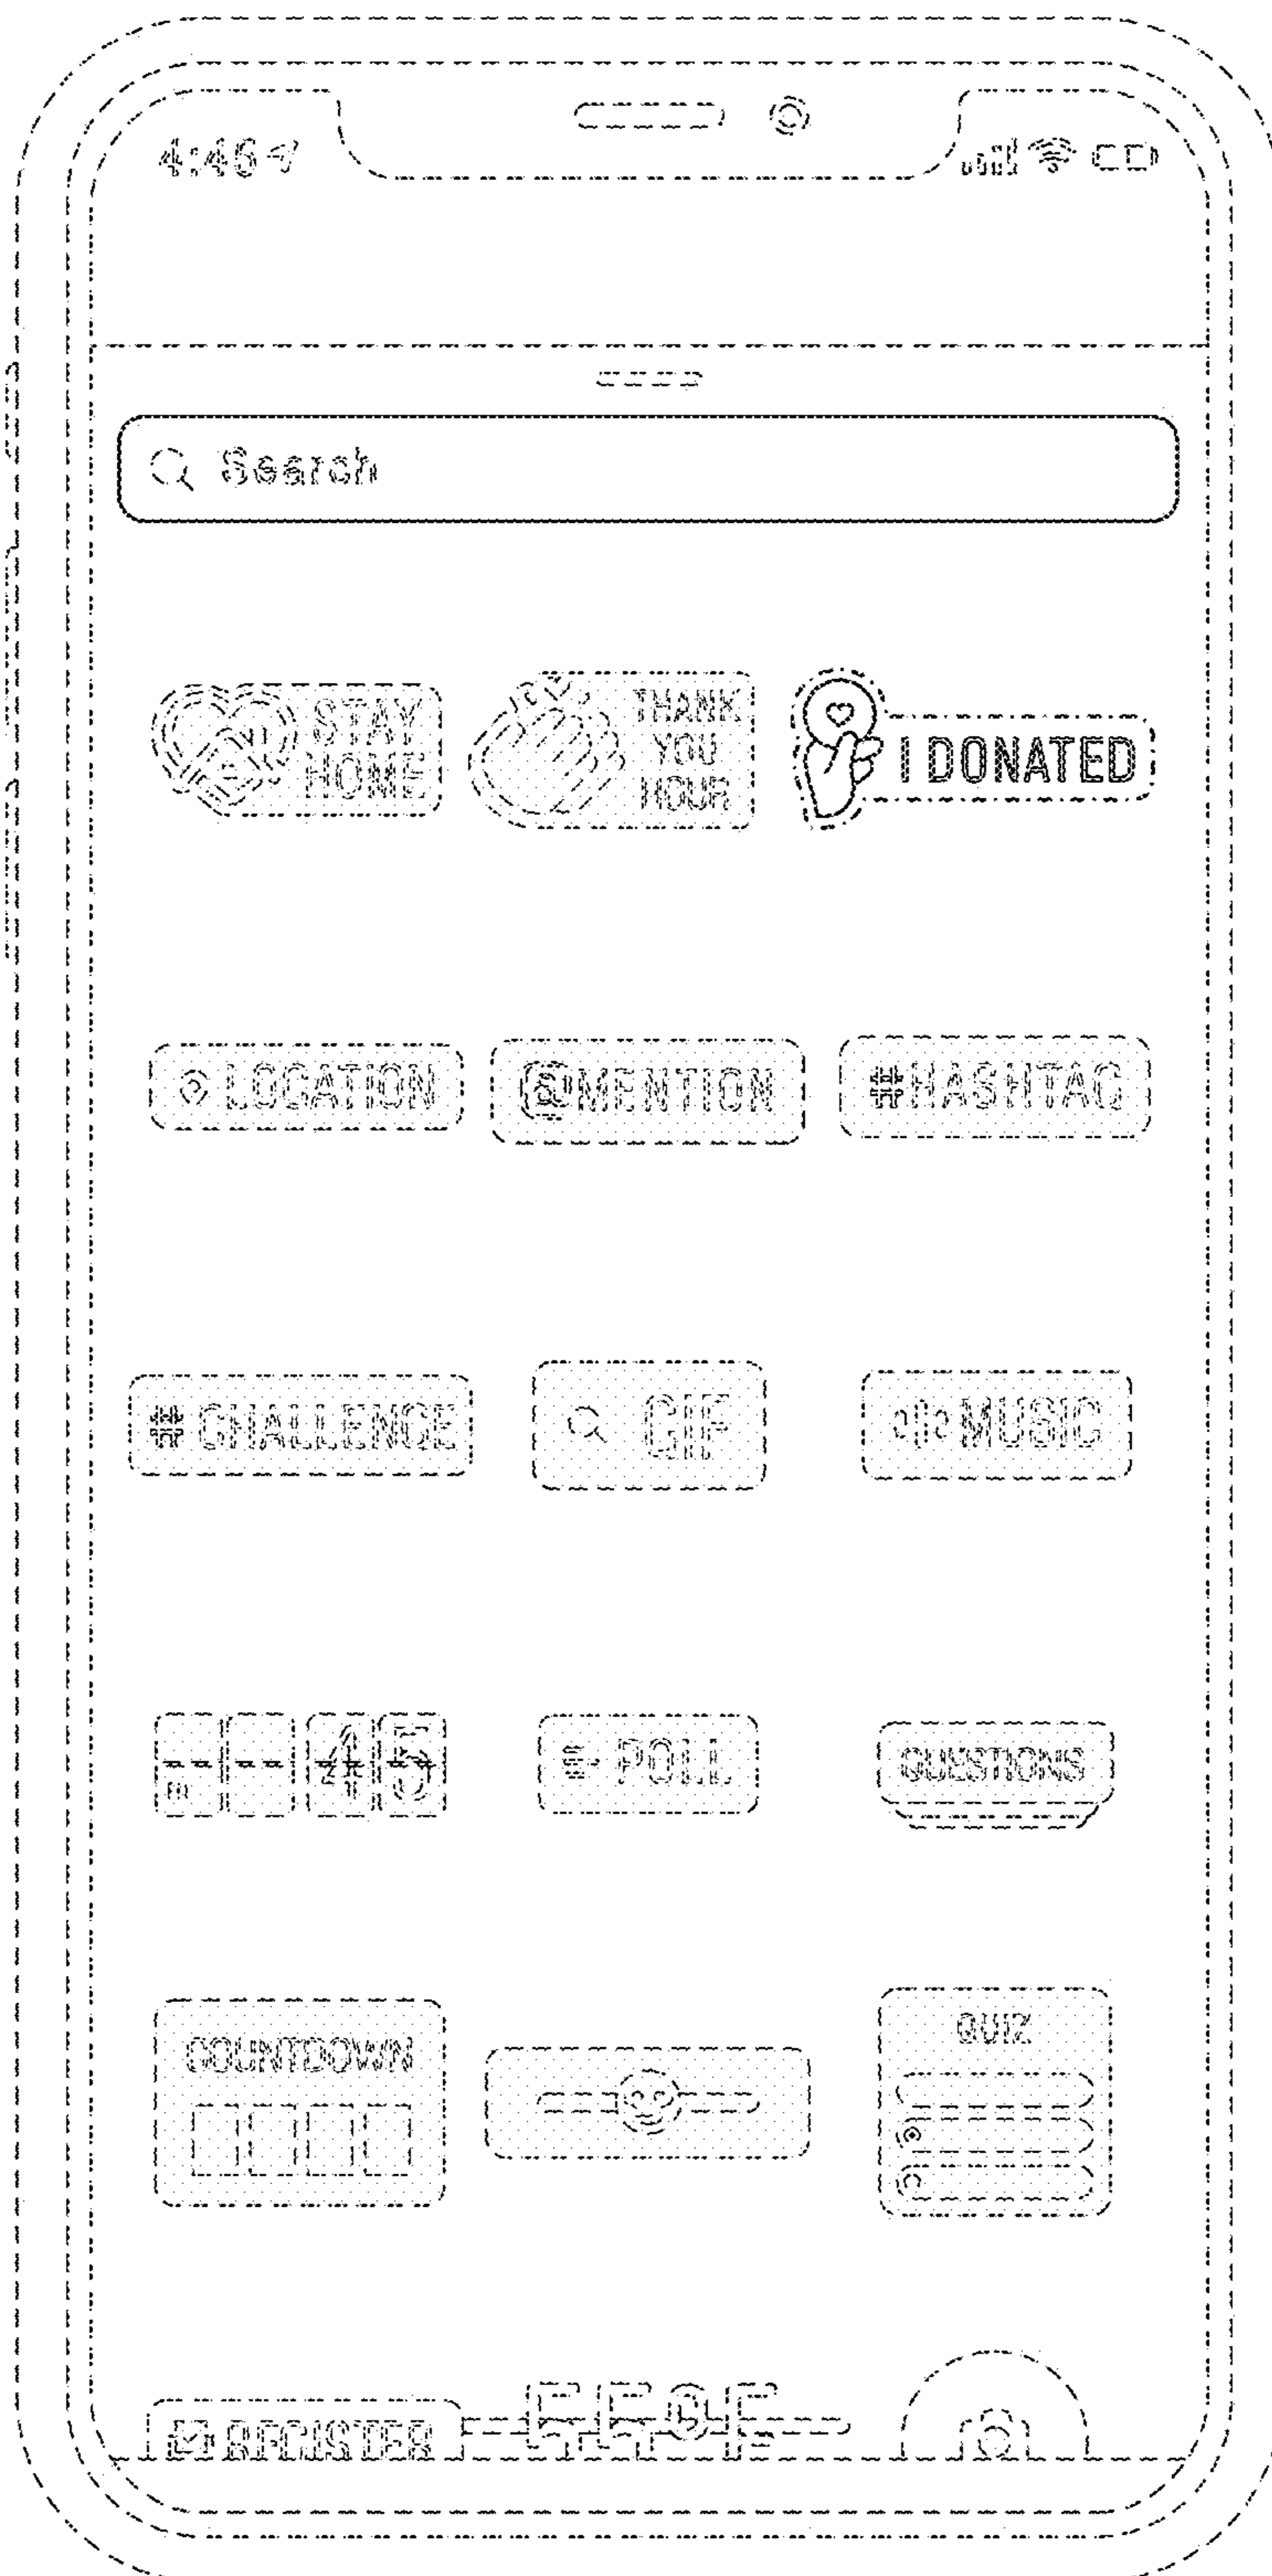 4:46
Search
STAY
HOME
THANK
YOU
HOUR
I DONATED
LOCATION
@MENTION
#HASHTAG
#CHALLENGE
GIF
MUSIC
45
POLL
QUESTIONS
COUNTDOWN
QUIZ
REGISTER